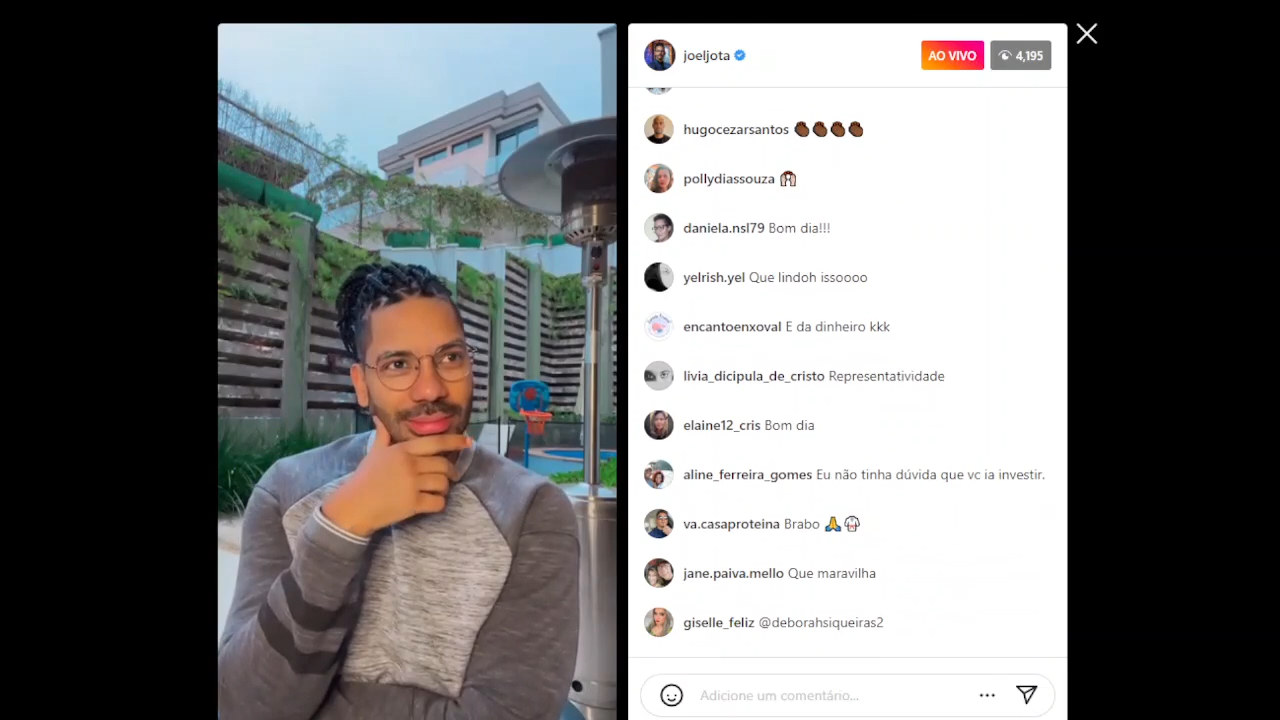 joeljota
AO VIVO
4,195
hugocezarsantos 👏🏾👏🏾👏🏾👏🏾
pollydiassouza 🙌🏻
daniela.nsl79 Bom dia!!!
yelrish.yel Que lindoh issoooo
encantoenxoval E da dinheiro kkk
livia_dicipula_de_cristo Representatividade
elaine12_cris Bom dia
aline_ferreira_gomes Eu não tinha dúvida que vc ia investir.
va.casaproteina Brabo 🙏🥋
jane.paiva.mello Que maravilha
giselle_feliz @deborahsiqueiras2
Adicione um comentário...